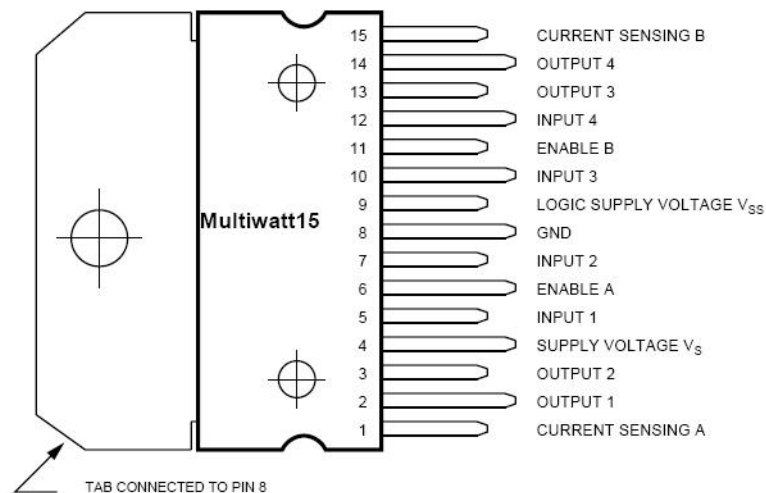 15 CURRENT SENSING B
14 OUTPUT 4
13 OUTPUT 3
12 INPUT 4
11 ENABLE B
10 INPUT 3
9 LOGIC SUPPLY VOLTAGE VSS
Multiwatt15
8 GND
7 INPUT 2
6 ENABLE A
5 INPUT 1
4 SUPPLY VOLTAGE VS
3 OUTPUT 2
2 OUTPUT 1
1 CURRENT SENSING A
TAB CONNECTED TO PIN 8